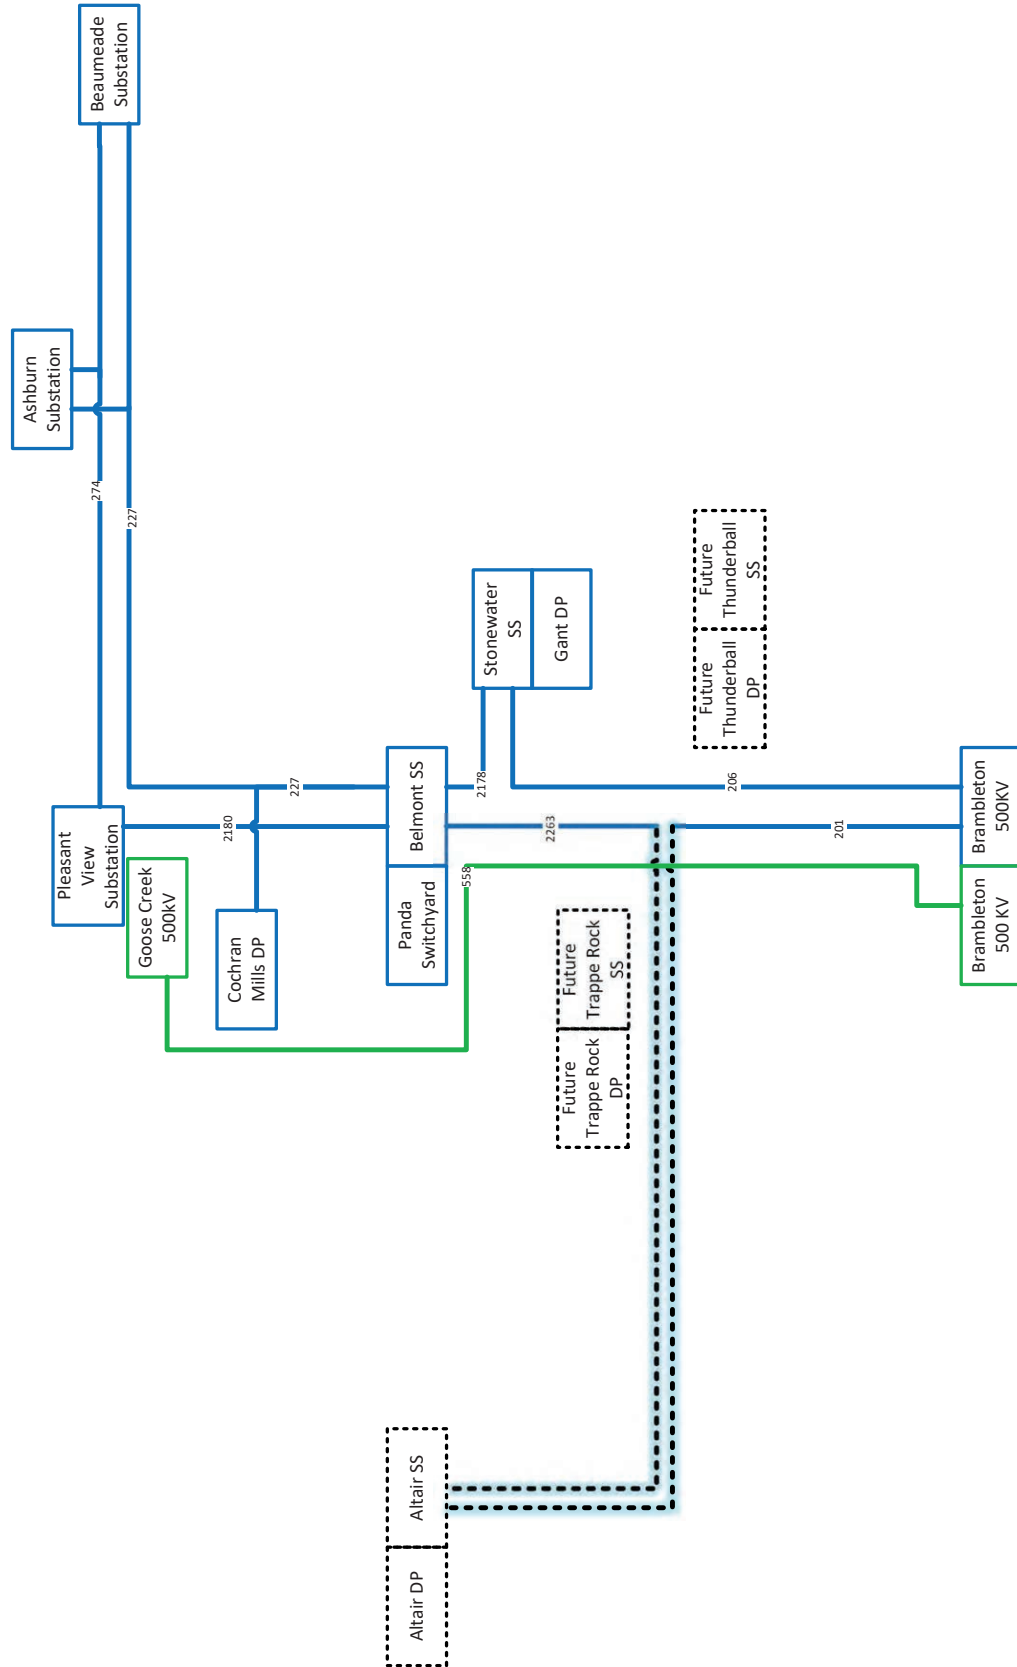 Beaumeade
Substation
Ashburn
Substation
274
227
Pleasant
View
Substation
Goose Creek
500kV
2180
227
Cochran
Mills DP
Belmont SS
Panda
Switchyard
2178
Stonewater
SS
Gant DP
2263
558
Future
Thunderball
SS
Future
Thunderball
DP
206
201
Future
Trappe Rock
SS
Future
Trappe Rock
DP
Brambleton
500KV
Brambleton
500 KV
Altair SS
Altair DP